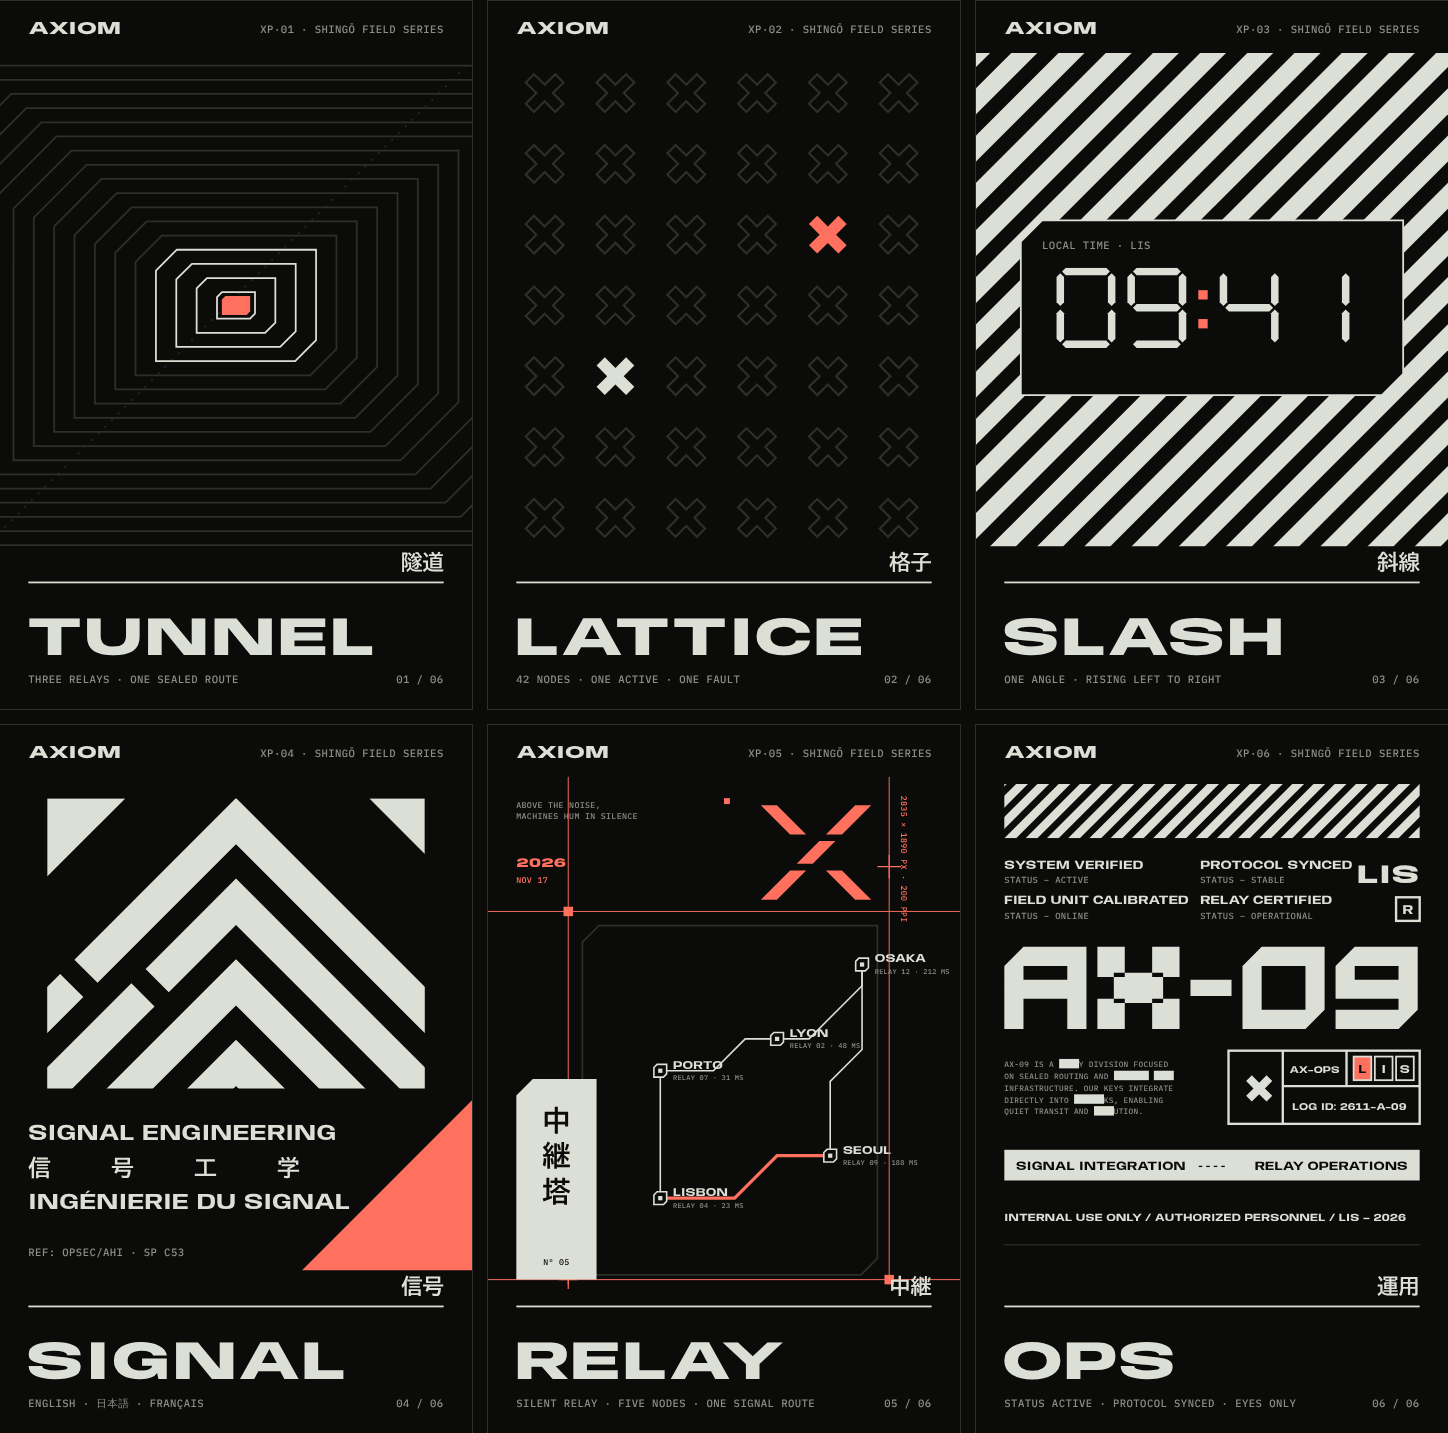 AXIOM
XP·01 · SHINGŌ FIELD SERIES
隧道
TUNNEL
THREE RELAYS · ONE SEALED ROUTE
01 / 06
AXIOM
XP·02 · SHINGŌ FIELD SERIES
格子
LATTICE
42 NODES · ONE ACTIVE · ONE FAULT
02 / 06
AXIOM
XP·03 · SHINGŌ FIELD SERIES
LOCAL TIME · LIS
09:41
斜線
SLASH
ONE ANGLE · RISING LEFT TO RIGHT
03 / 06
AXIOM
XP·04 · SHINGŌ FIELD SERIES
SIGNAL ENGINEERING
信号工学
INGÉNIERIE DU SIGNAL
REF: OPSEC/AHI · SP C53
信号
SIGNAL
ENGLISH · 日本語 · FRANÇAIS
04 / 06
AXIOM
XP·05 · SHINGŌ FIELD SERIES
ABOVE THE NOISE,
MACHINES HUM IN SILENCE
2026
NOV 17
2835 × 1890 PX · 200 PPI
OSAKA
RELAY 12 · 212 MS
LYON
RELAY 02 · 48 MS
PORTO
RELAY 07 · 31 MS
SEOUL
RELAY 09 · 188 MS
LISBON
RELAY 04 · 23 MS
中継塔
Nº 05
中継
RELAY
SILENT RELAY · FIVE NODES · ONE SIGNAL ROUTE
05 / 06
AXIOM
XP·06 · SHINGŌ FIELD SERIES
SYSTEM VERIFIED
STATUS – ACTIVE
PROTOCOL SYNCED
STATUS – STABLE
LIS
FIELD UNIT CALIBRATED
STATUS – ONLINE
RELAY CERTIFIED
STATUS – OPERATIONAL
R
AX-09
AX-09 IS A Y DIVISION FOCUSED
ON SEALED ROUTING AND
INFRASTRUCTURE. OUR KEYS INTEGRATE
DIRECTLY INTO KS, ENABLING
QUIET TRANSIT AND UTION.
AX-OPS
L I S
LOG ID: 2611-A-09
SIGNAL INTEGRATION ---- RELAY OPERATIONS
INTERNAL USE ONLY / AUTHORIZED PERSONNEL / LIS – 2026
運用
OPS
STATUS ACTIVE · PROTOCOL SYNCED · EYES ONLY
06 / 06